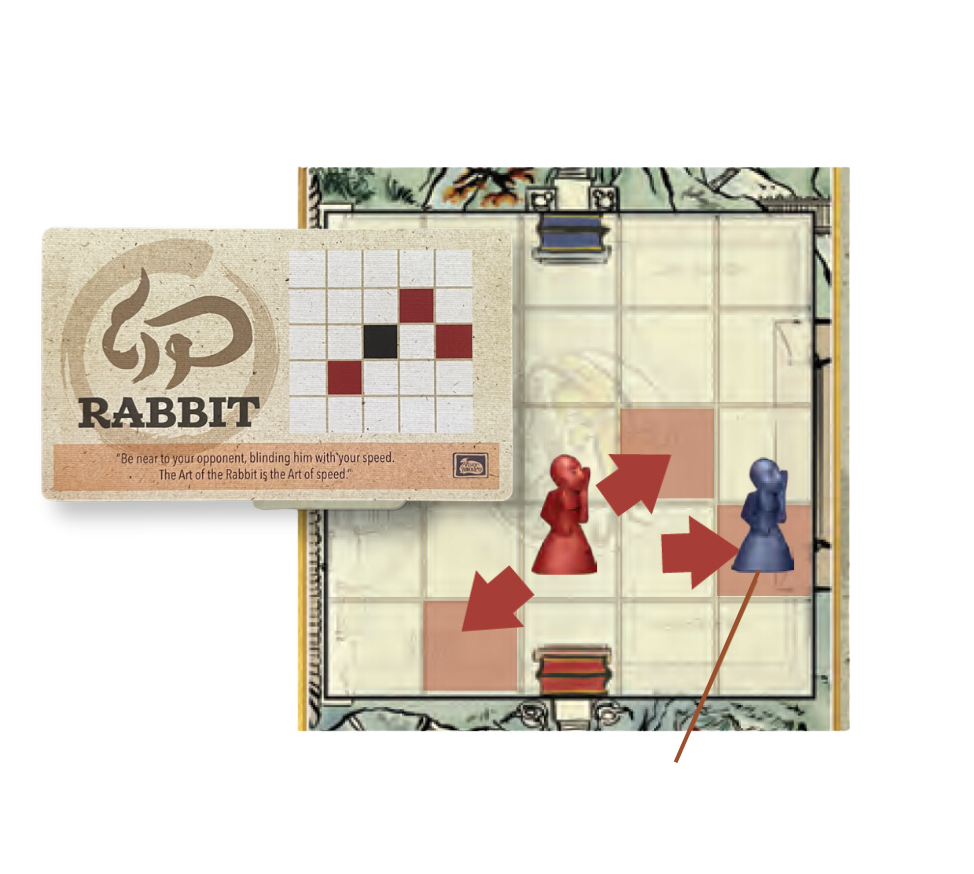 RABBIT
"Be near to your opponent, blinding him with your speed.
The Art of the Rabbit is the Art of speed."